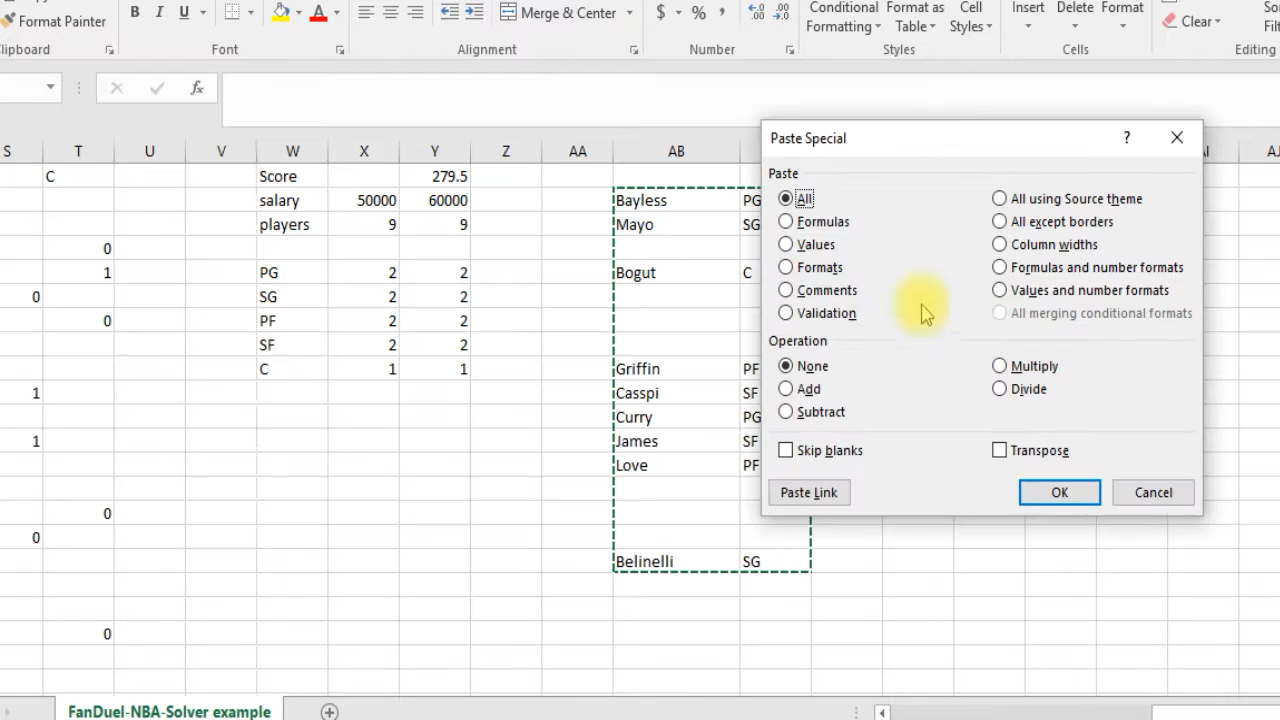 Format Painter
B I U
A
Merge & Center
$ % ,
Conditional Format as Cell
Formatting Table Styles
Insert Delete Format
Clear
Clipboard Font Alignment Number Styles Cells Editing
fx
S T U V W X Y Z AA AB
C Score 279.5
salary 50000 60000 Bayless PG
players 9 9 Mayo SG
0
1 PG 2 2 Bogut C
0 SG 2 2
0 PF 2 2
SF 2 2
C 1 1 Griffin PF
1 Casspi SF
Curry PG
1 James SF
Love PF
0
0
Belinelli SG
0
Paste Special
?
Paste
All All using Source theme
Formulas All except borders
Values Column widths
Formats Formulas and number formats
Comments Values and number formats
Validation All merging conditional formats
Operation
None Multiply
Add Divide
Subtract
Skip blanks Transpose
Paste Link OK Cancel
FanDuel-NBA-Solver example